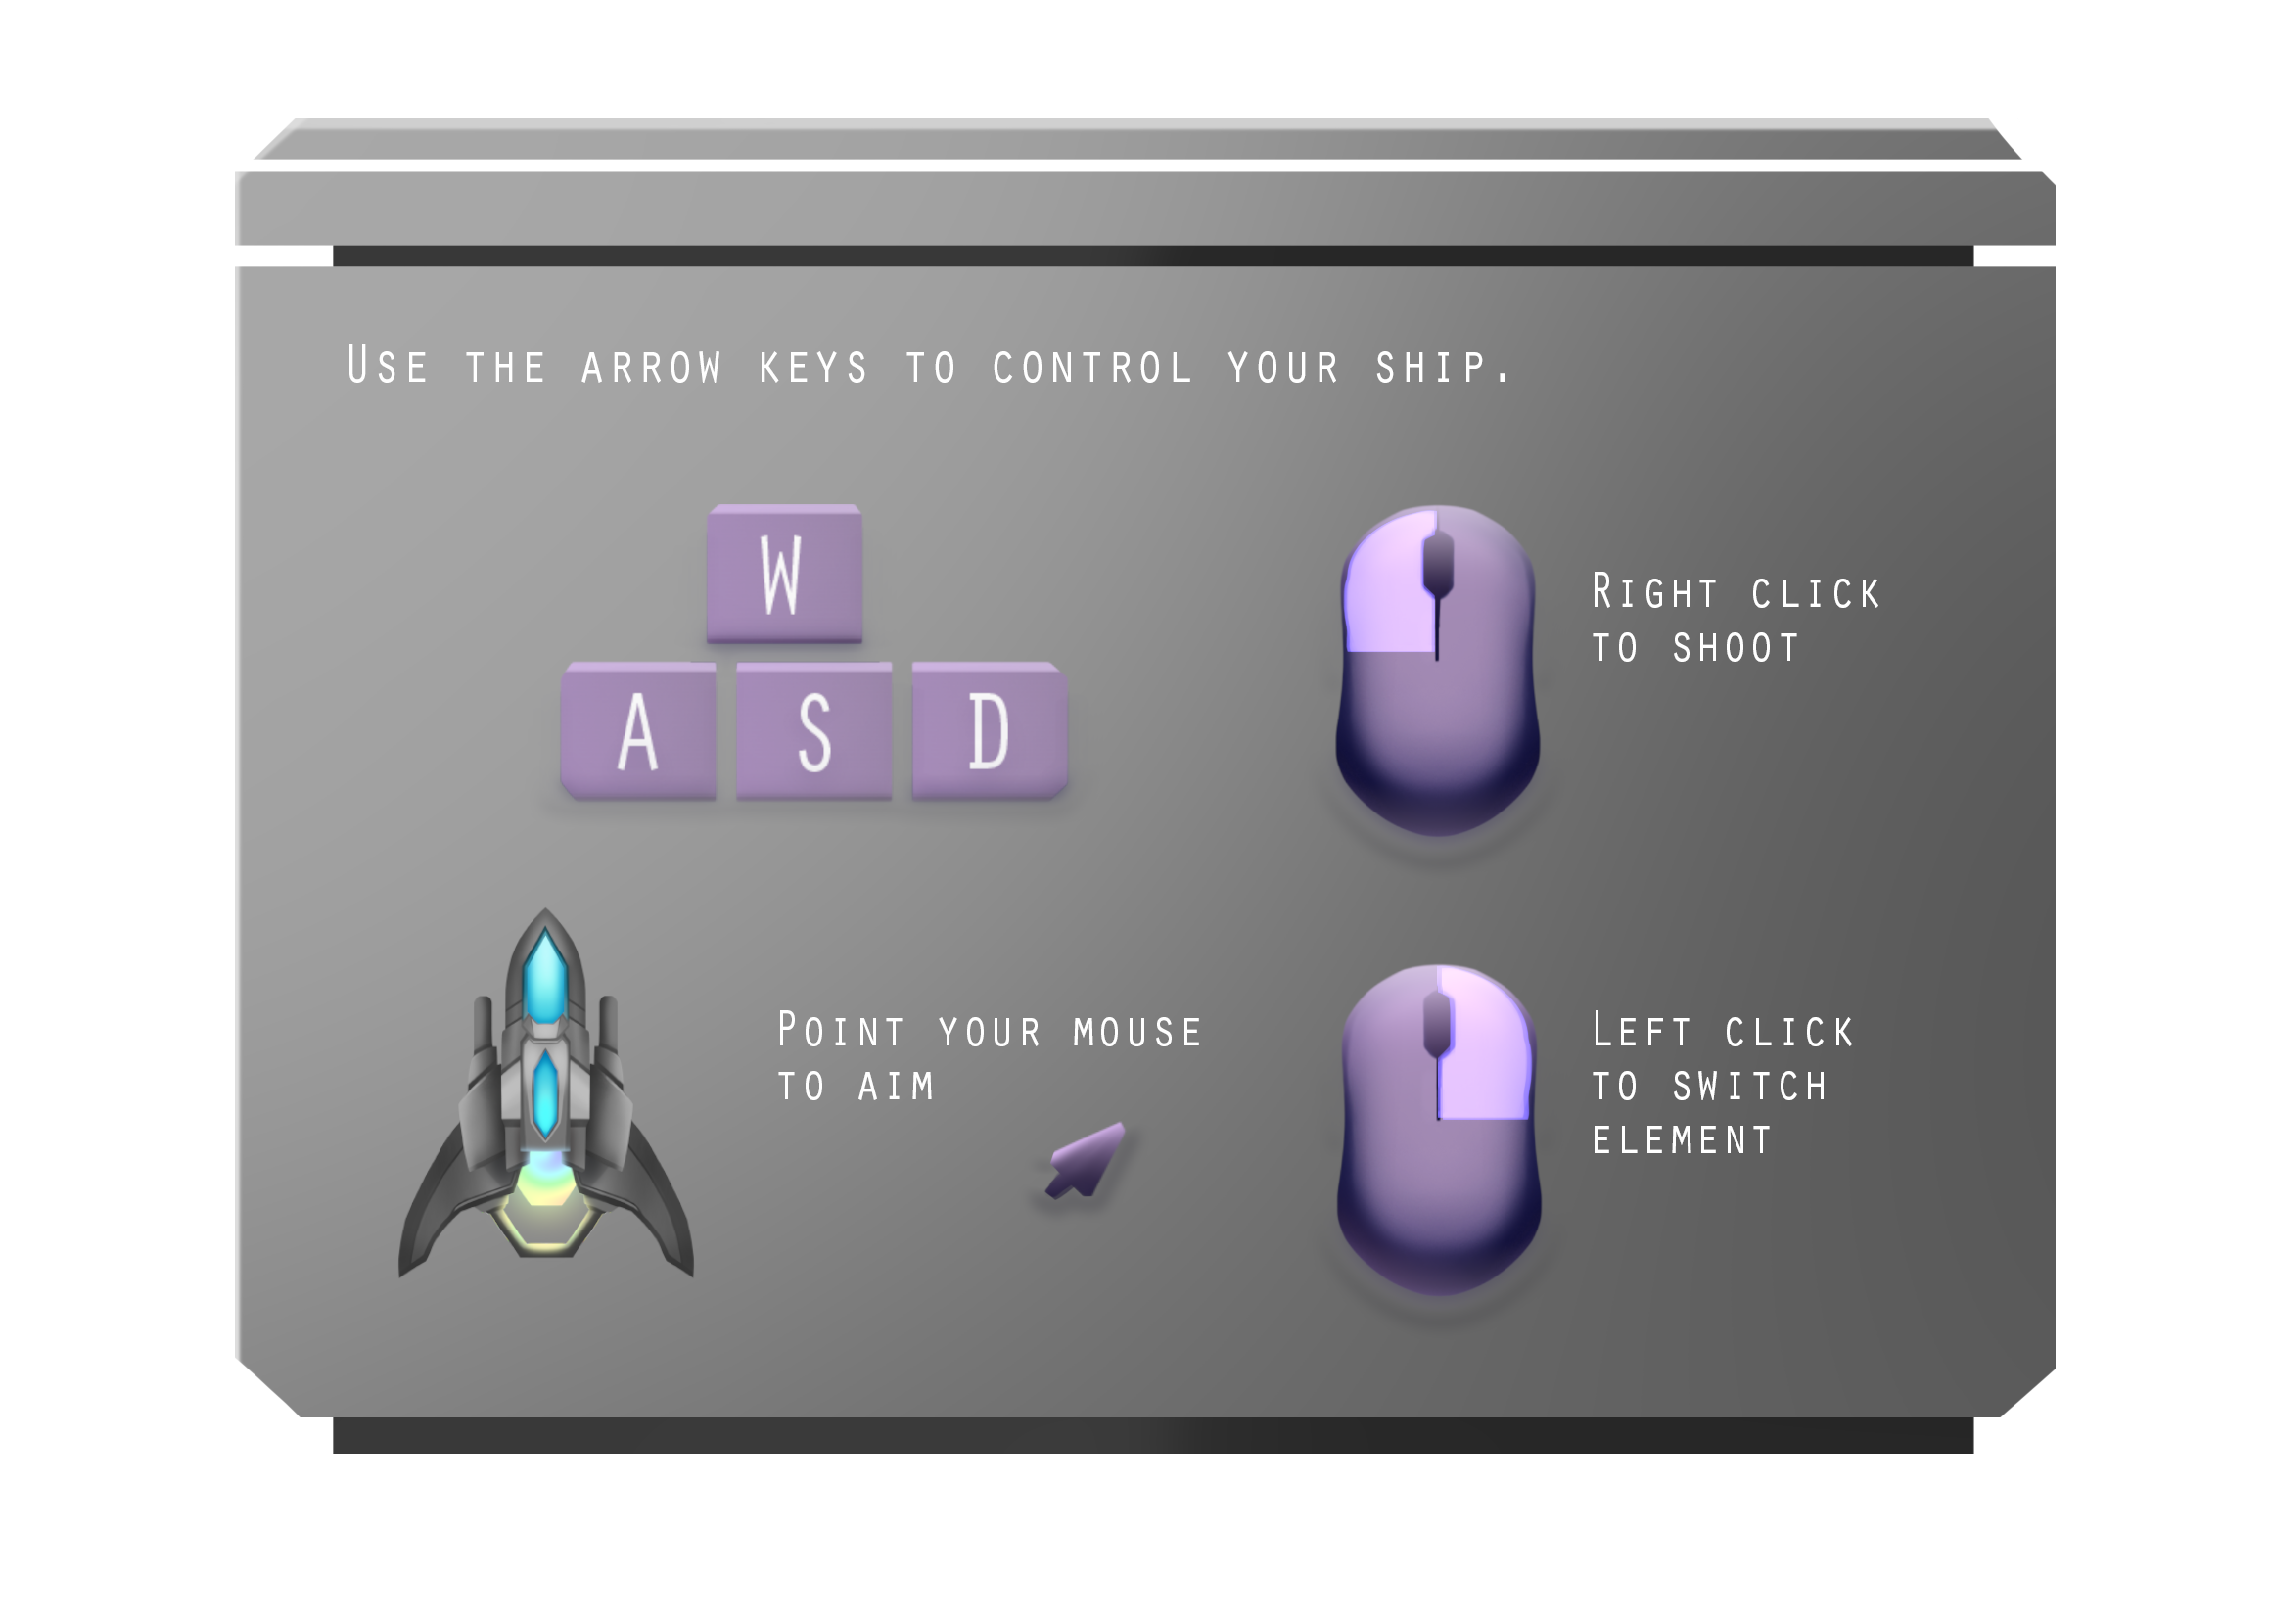 Use the arrow keys to control your ship.
W
A S D
Right click
to shoot
Point your mouse
to aim
Left click
to switch
element